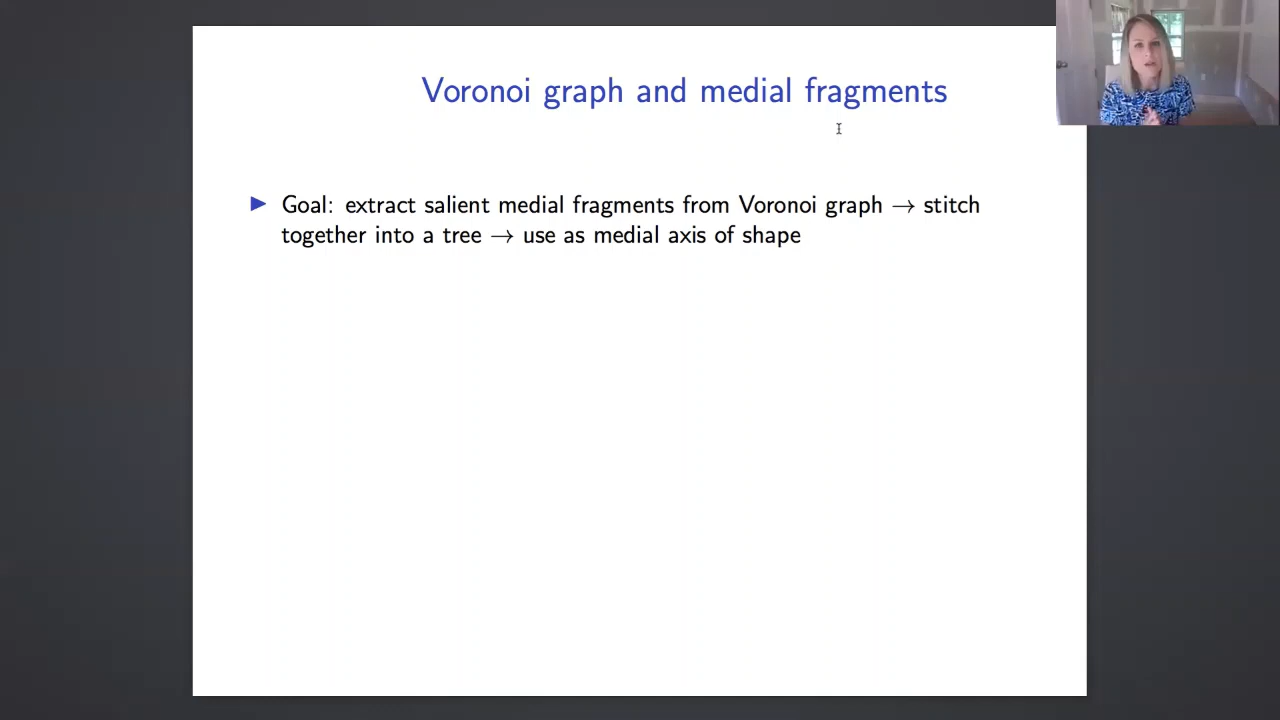 Voronoi graph and medial fragments
▶ Goal: extract salient medial fragments from Voronoi graph → stitch
together into a tree → use as medial axis of shape